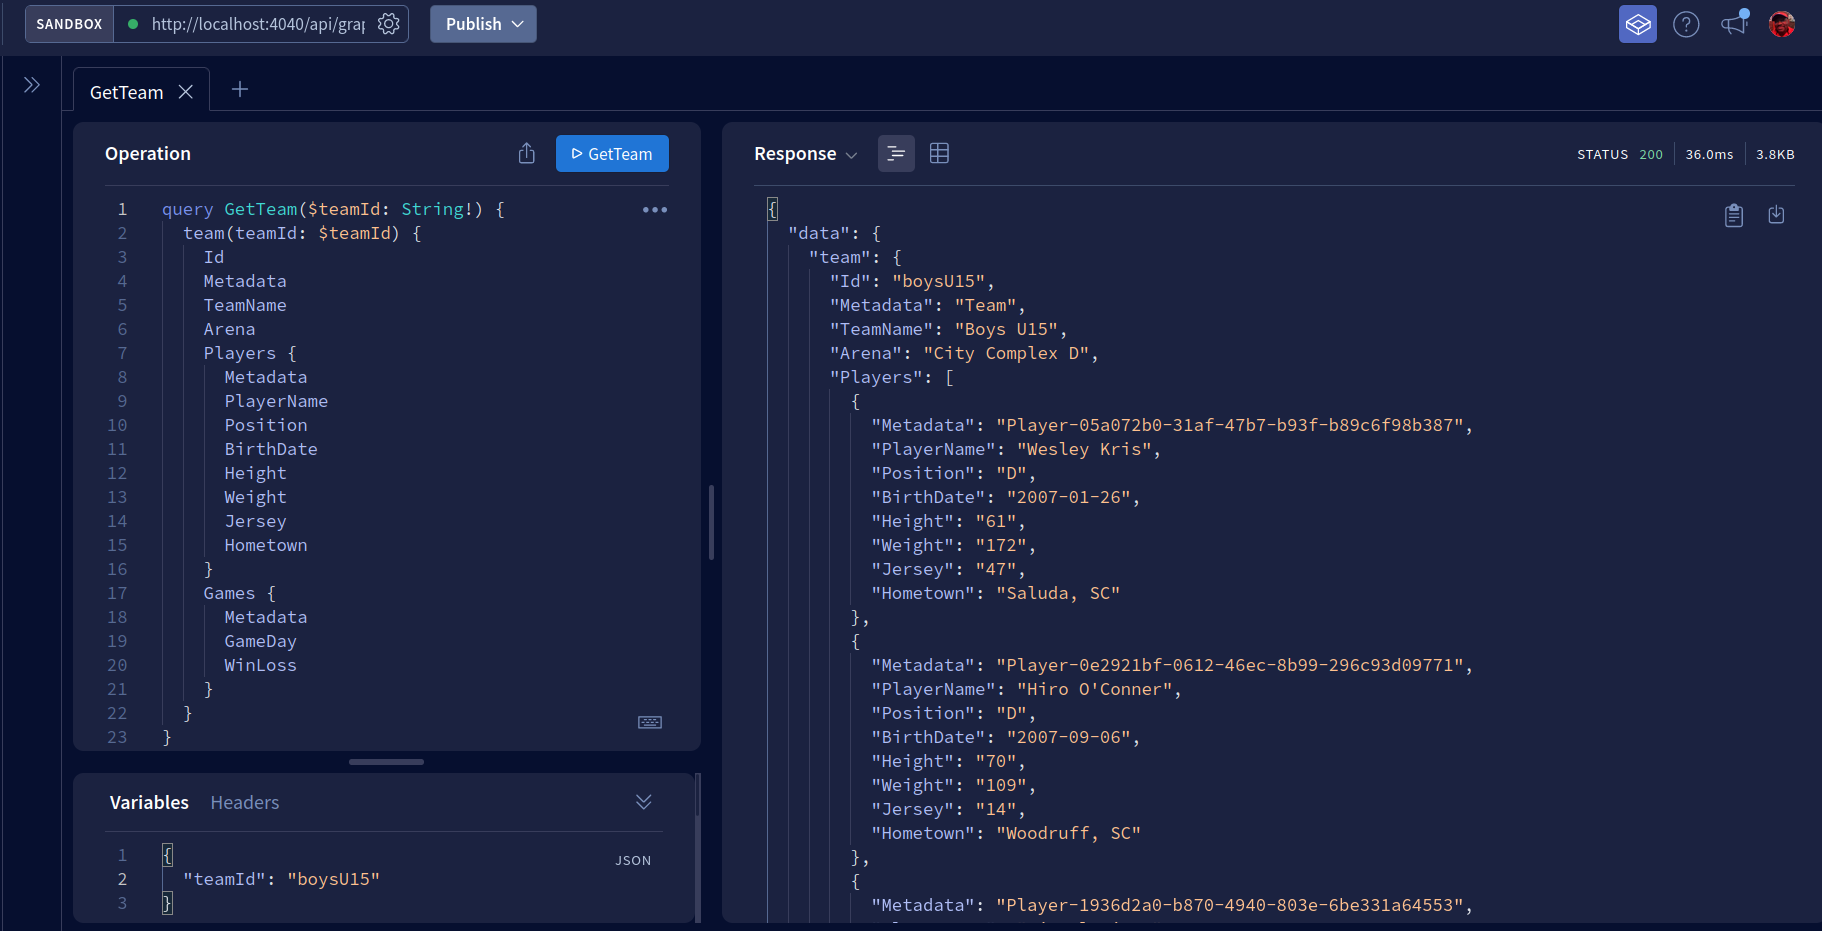 SANDBOX http://localhost:4040/api/grap Publish
GetTeam
Operation GetTeam
1 query GetTeam($teamId: String!) {
2 team(teamId: $teamId) {
3 Id
4 Metadata
5 TeamName
6 Arena
7 Players {
8 Metadata
9 PlayerName
10 Position
11 BirthDate
12 Height
13 Weight
14 Jersey
15 Hometown
16 }
17 Games {
18 Metadata
19 GameDay
20 WinLoss
21 }
22 }
23 }
Variables Headers
JSON
1 {
2 "teamId": "boysU15"
3 }
Response STATUS 200 36.0ms 3.8KB
{
"data": {
"team": {
"Id": "boysU15",
"Metadata": "Team",
"TeamName": "Boys U15",
"Arena": "City Complex D",
"Players": [
{
"Metadata": "Player-05a072b0-31af-47b7-b93f-b89c6f98b387",
"PlayerName": "Wesley Kris",
"Position": "D",
"BirthDate": "2007-01-26",
"Height": "61",
"Weight": "172",
"Jersey": "47",
"Hometown": "Saluda, SC"
},
{
"Metadata": "Player-0e2921bf-0612-46ec-8b99-296c93d09771",
"PlayerName": "Hiro O'Conner",
"Position": "D",
"BirthDate": "2007-09-06",
"Height": "70",
"Weight": "109",
"Jersey": "14",
"Hometown": "Woodruff, SC"
},
{
"Metadata": "Player-1936d2a0-b870-4940-803e-6be331a64553",